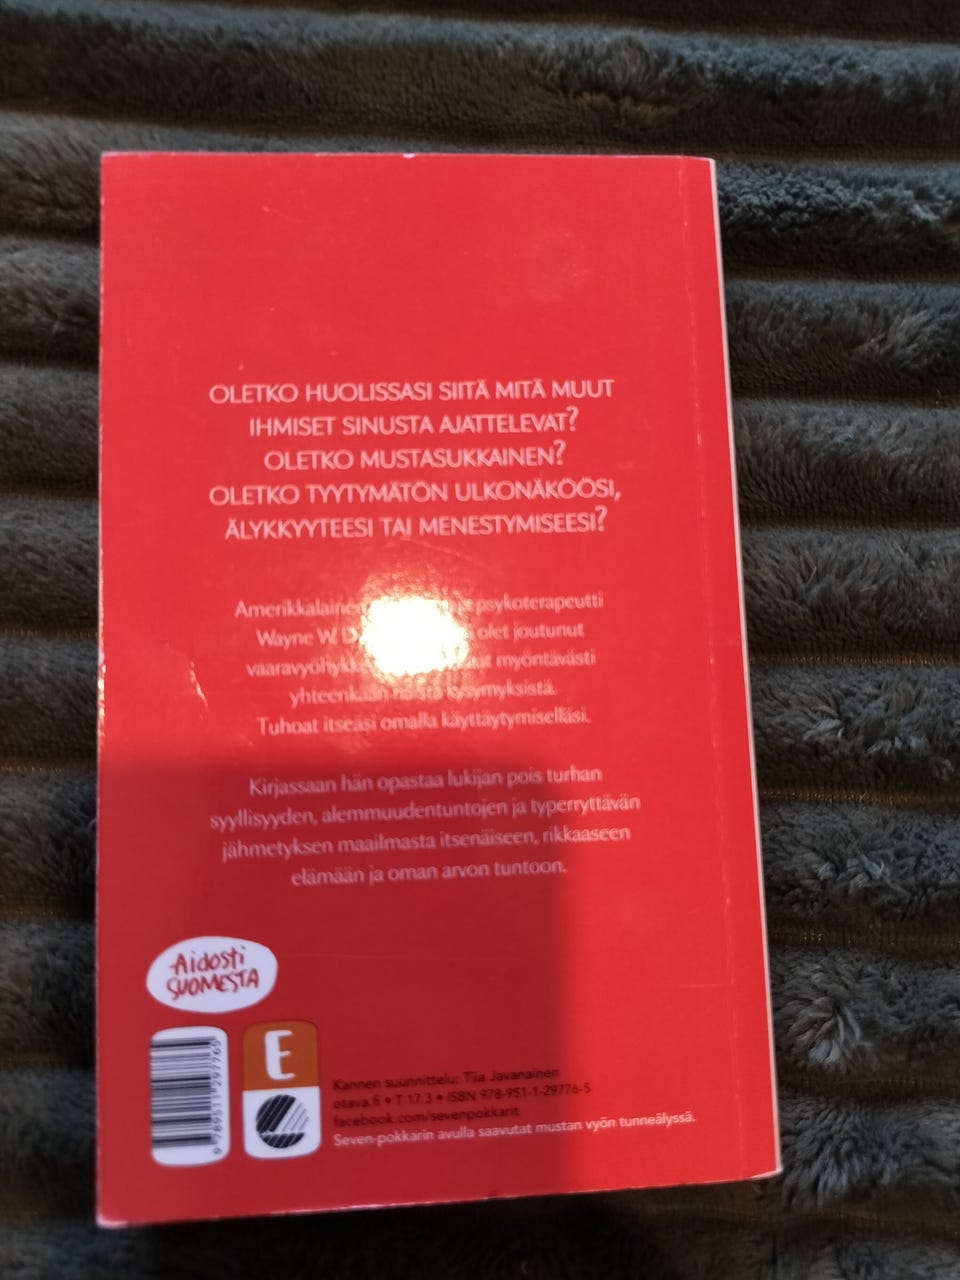 OLETKO HUOLISSASI SIITÄ MITÄ MUUT
IHMISET SINUSTA AJATTELEVAT?
OLETKO MUSTASUKKAINEN?
OLETKO TYYTYMÄTÖN ULKONÄKÖÖSI,
ÄLYKKYYTEESI TAI MENESTYMISEESI?
Amerikkalainen psykoterapeutti
Wayne W. olet joutunut
myöntävästi
yhteenkään näistä kysymyksistä.
Tuhoat itseäsi omalla käyttäytymiselläsi.
Kirjassaan hän opastaa lukijan pois turhan
syyllisyyden, alemmuudentuntojen ja typerryttävän
jähmetyksen maailmasta itsenäiseen, rikkaaseen
elämään ja oman arvon tuntoon.
Aidosti
SUOMESTA
E
9 789511 297765
Kannen suunnittelu: Tiia Javanainen
otava.fi • T 17.3 • ISBN 978-951-1-29776-5
facebook.com/sevenpokkarit
Seven-pokkarin avulla saavutat mustan vyön tunneälyssä.